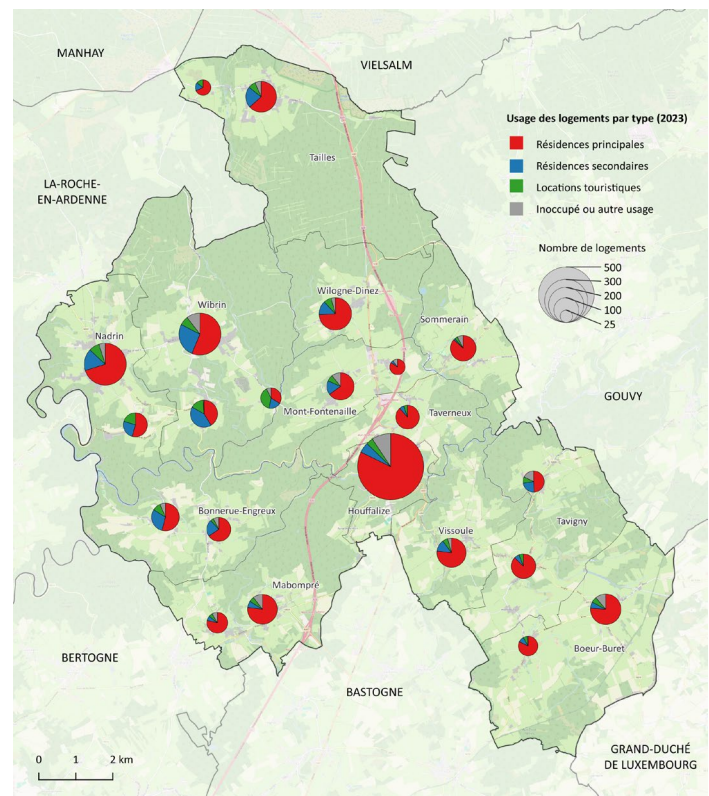 MANHAY
VIELSALM
Usage des logements par type (2023)
Résidences principales
Résidences secondaires
Locations touristiques
Inoccupé ou autre usage
Tailles
LA-ROCHE-
EN-ARDENNE
Nombre de logements
500
300
200
100
25
Wilogne-Dinez
Wibrin
Sommerain
Nadrin
GOUVY
Mont-Fontenaille
Taverneux
Bonnerue-Engreux
Houffalize
Tavigny
Vissoule
Mabompré
Boeur-Buret
BERTOGNE
BASTOGNE
GRAND-DUCHÉ
DE LUXEMBOURG
0 1 2 km